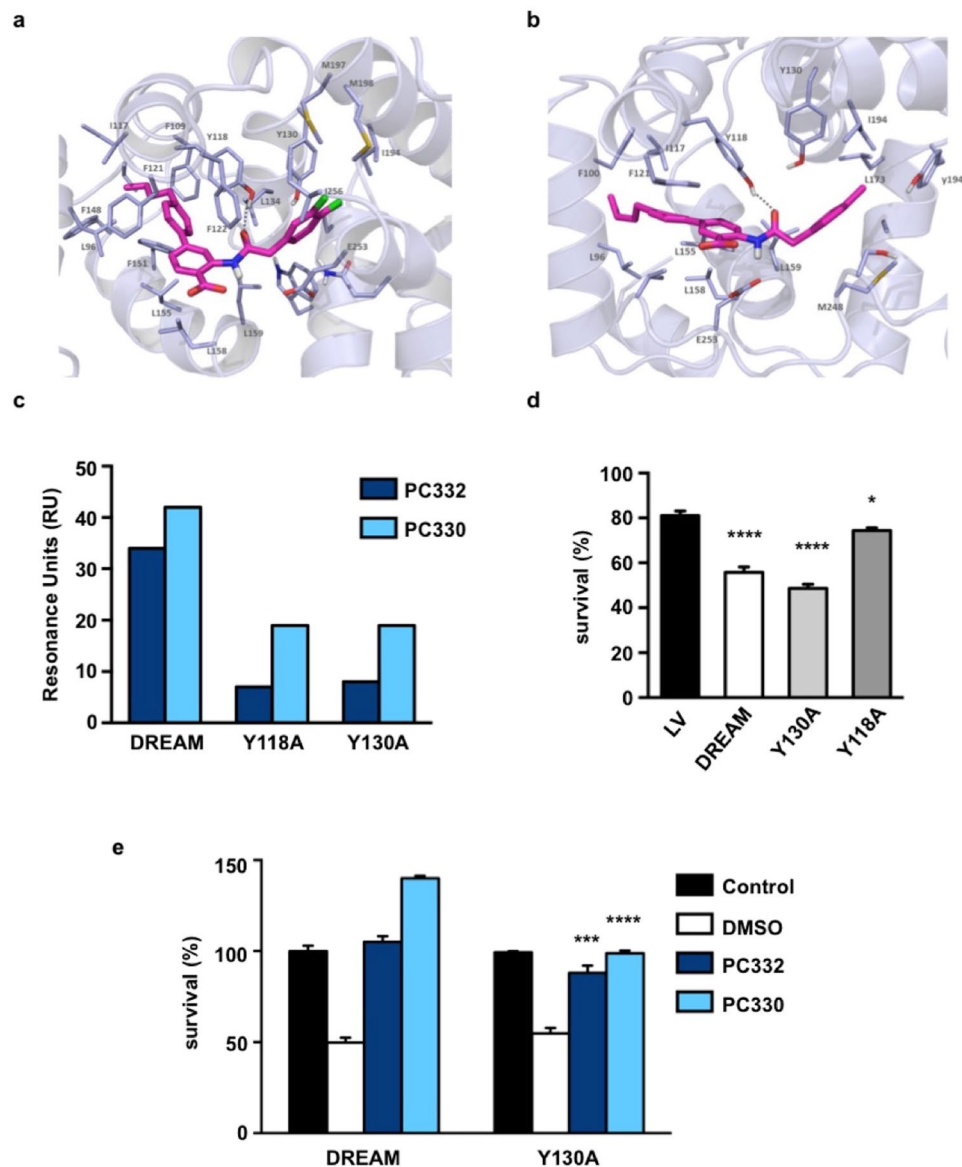 a
M197
M198
I117
F109
Y118
Y130
I194
F121
I256
L134
F148
F122
L96
E253
F151
L155
L159
L158
b
Y130
Y118
I194
I117
F100
F121
L173
y194
L155
L96
L159
L158
M248
E253
c
Resonance Units (RU)
50
40
30
20
10
0
DREAM Y118A Y130A
PC332
PC330
d
survival (%)
100
80
60
40
20
0
**** **** *
LV DREAM Y130A Y118A
e
survival (%)
150
100
50
0
*** ****
DREAM Y130A
Control
DMSO
PC332
PC330